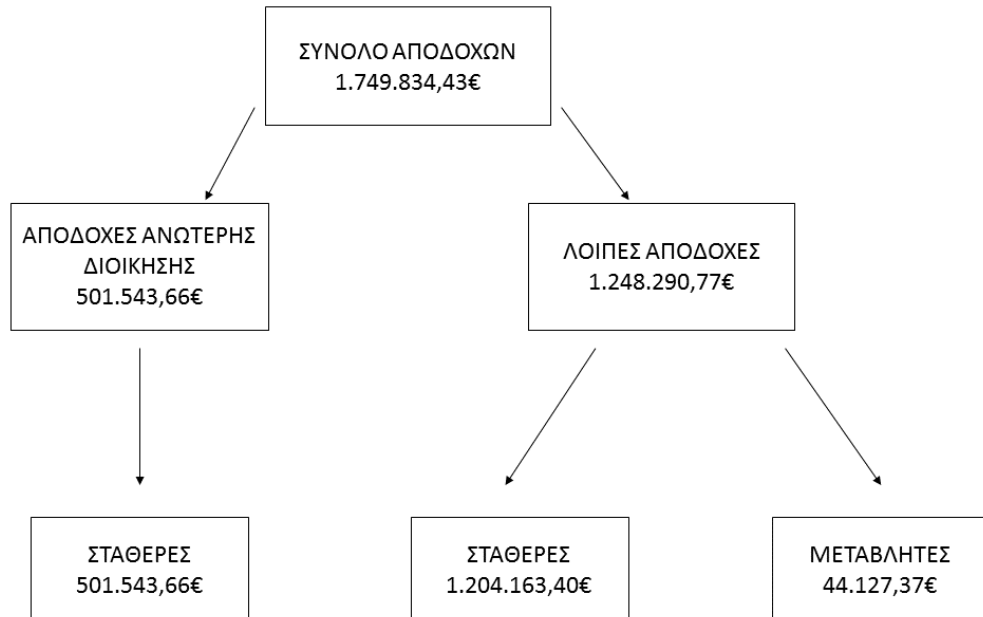 ΣΥΝΟΛΟ ΑΠΟΔΟΧΩΝ
1.749.834,43€
ΑΠΟΔΟΧΕΣ ΑΝΩΤΕΡΗΣ
ΔΙΟΙΚΗΣΗΣ
501.543,66€
ΛΟΙΠΕΣ ΑΠΟΔΟΧΕΣ
1.248.290,77€
ΣΤΑΘΕΡΕΣ
501.543,66€
ΣΤΑΘΕΡΕΣ
1.204.163,40€
ΜΕΤΑΒΛΗΤΕΣ
44.127,37€